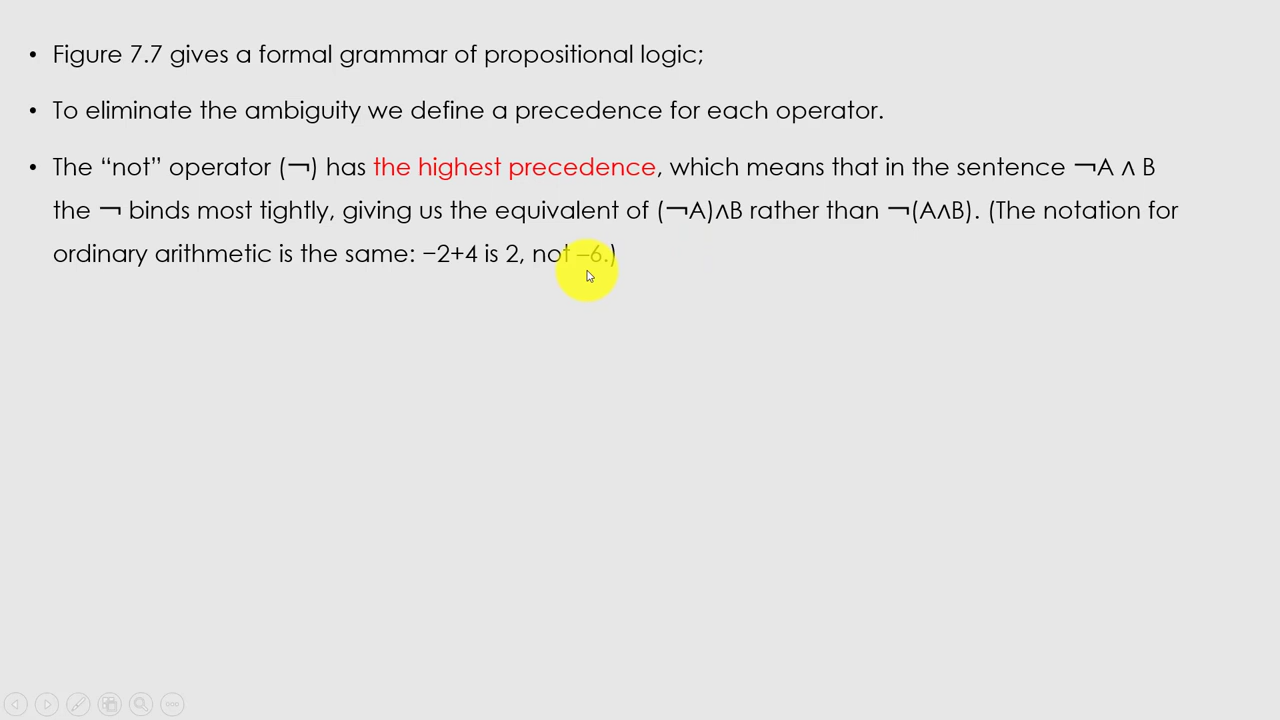 • Figure 7.7 gives a formal grammar of propositional logic;
• To eliminate the ambiguity we define a precedence for each operator.
• The “not” operator (¬) has the highest precedence, which means that in the sentence ¬A ∧ B
the ¬ binds most tightly, giving us the equivalent of (¬A)∧B rather than ¬(A∧B). (The notation for
ordinary arithmetic is the same: −2+4 is 2, not –6.)